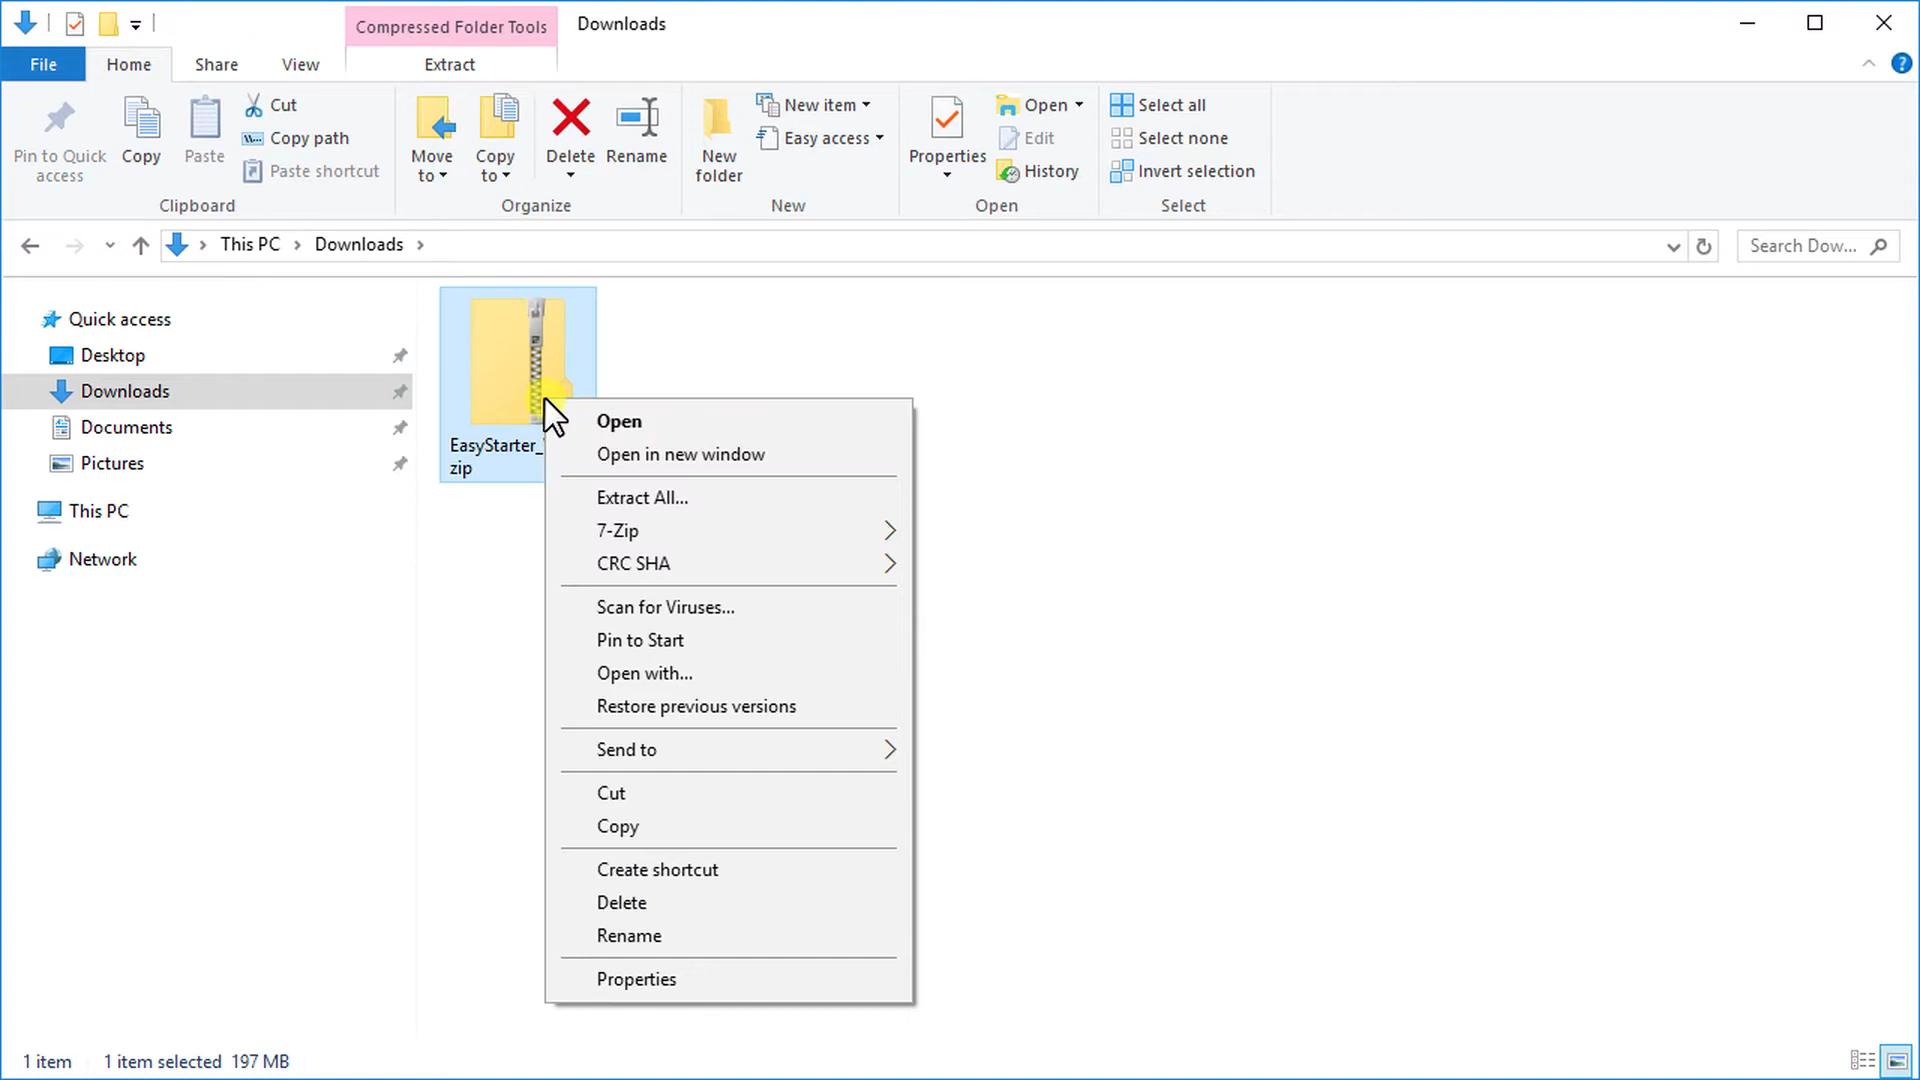 Compressed Folder Tools
Downloads
File
Home
Share
View
Extract
Pin to Quick
access
Copy
Paste
Cut
Copy path
Paste shortcut
Clipboard
Move
to
Copy
to
Delete
Rename
Organize
New
folder
New item
Easy access
New
Properties
Open
Edit
History
Open
Select all
Select none
Invert selection
Select
This PC
Downloads
Search Dow...
Quick access
Desktop
Downloads
Documents
Pictures
This PC
Network
EasyStarter_
zip
Open
Open in new window
Extract All...
7-Zip
CRC SHA
Scan for Viruses...
Pin to Start
Open with...
Restore previous versions
Send to
Cut
Copy
Create shortcut
Delete
Rename
Properties
1 item
1 item selected 197 MB